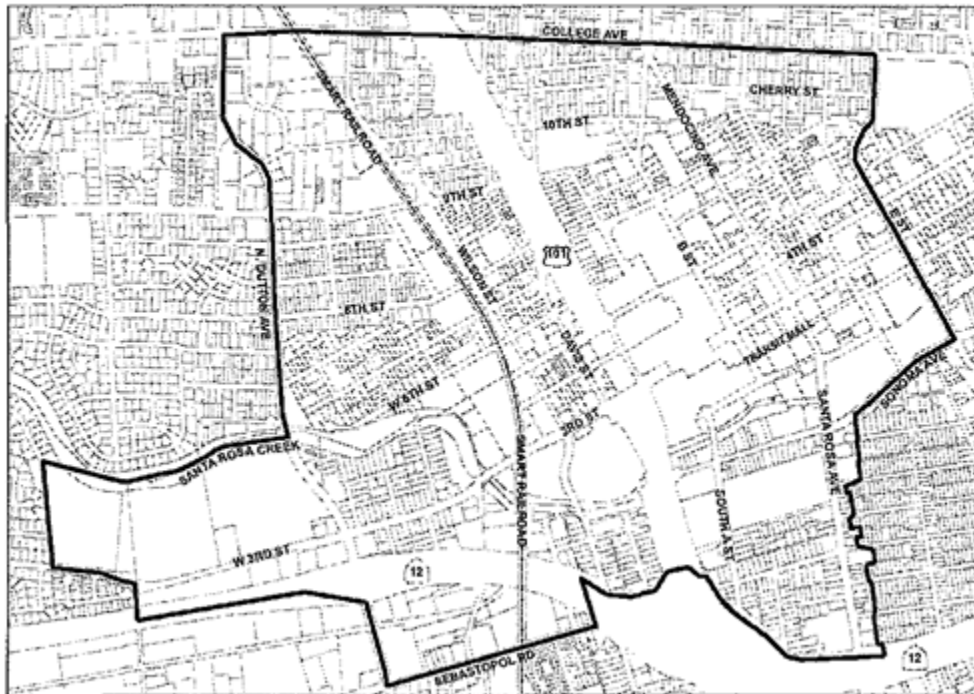 COLLEGE AVE
SMART RAILROAD
CHERRY ST
MENDOCINO AVE
10TH ST
9TH ST
E ST
N. DUTTON AVE
WILSON ST
101
B ST
4TH ST
8TH ST
DAVIS ST
TRANSIT MALL
W 6TH ST
SONOMA AVE
3RD ST
SANTA ROSA AVE
SANTA ROSA CREEK
SMART RAILROAD
SOUTH A ST
W 3RD ST
12
SEBASTOPOL RD
12